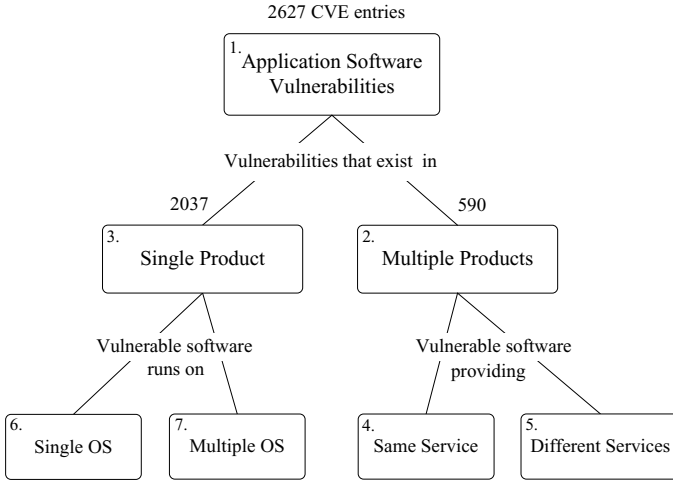 2627 CVE entries
1.
Application Software
Vulnerabilities
Vulnerabilities that exist in
2037
590
3.
Single Product
2.
Multiple Products
Vulnerable software
runs on
Vulnerable software
providing
6.
Single OS
7.
Multiple OS
4.
Same Service
5.
Different Services